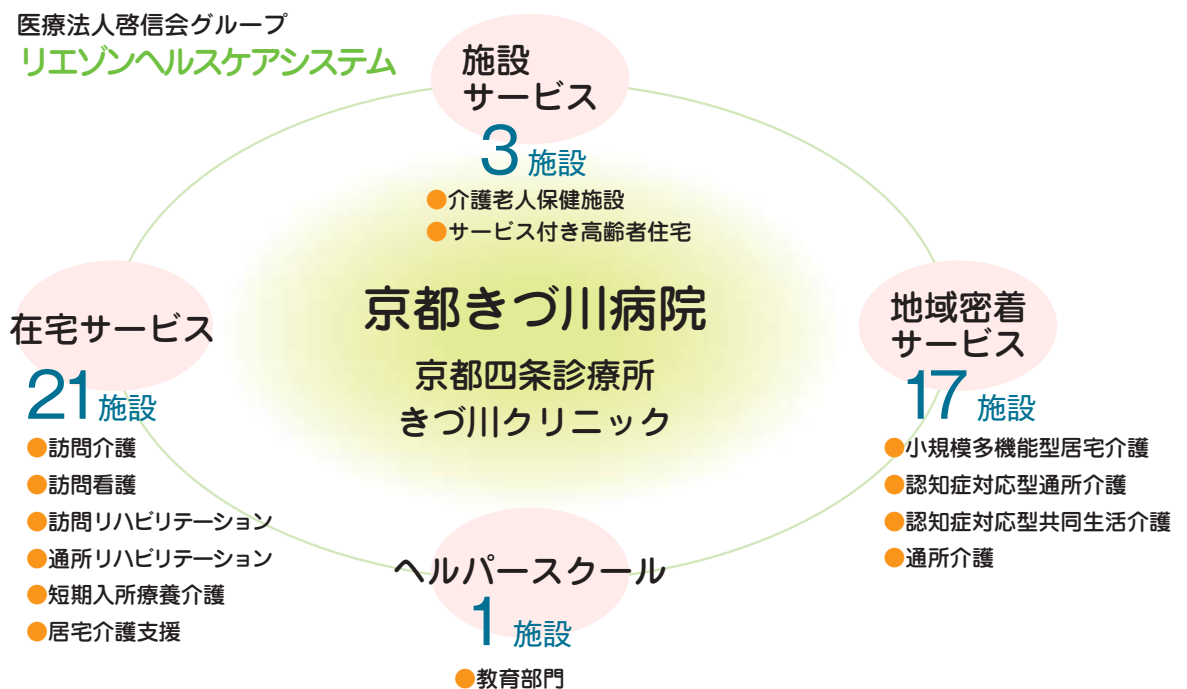 医療法人啓信会グループ
リエゾンヘルスケアシステム
施設
サービス
3 施設
●介護老人保健施設
●サービス付き高齢者住宅
京都きづ川病院
京都四条診療所
きづ川クリニック
在宅サービス
21 施設
●訪問介護
●訪問看護
●訪問リハビリテーション
●通所リハビリテーション
●短期入所療養介護
●居宅介護支援
地域密着
サービス
17 施設
●小規模多機能型居宅介護
●認知症対応型通所介護
●認知症対応型共同生活介護
●通所介護
ヘルパースクール
1 施設
●教育部門